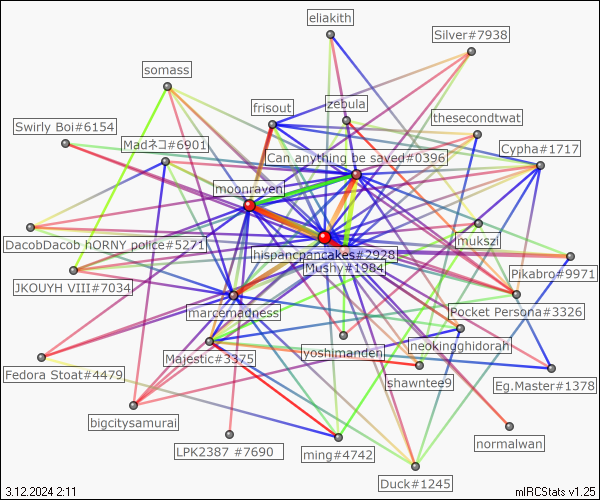 eliakith
Silver#7938
somass
frisout
zebula
thesecondtwat
Swirly Boi#6154
Madネコ#6901
Can anything be saved#0396
Cypha#1717
moonraven
DacobDacob hORNY police#5271
hispancpancakes#2928
mukszi
Mushy#1984
Pikabro#9971
JKOUYH VIII#7034
marcemadness
Pocket Persona#3326
Majestic#3375
yoshimanden
neokingghidorah
Fedora Stoat#4479
shawntee9
Eg.Master#1378
bigcitysamurai
LPK2387 #7690
ming#4742
normalwan
Duck#1245
3.12.2024 2:11
mIRCStats v1.25